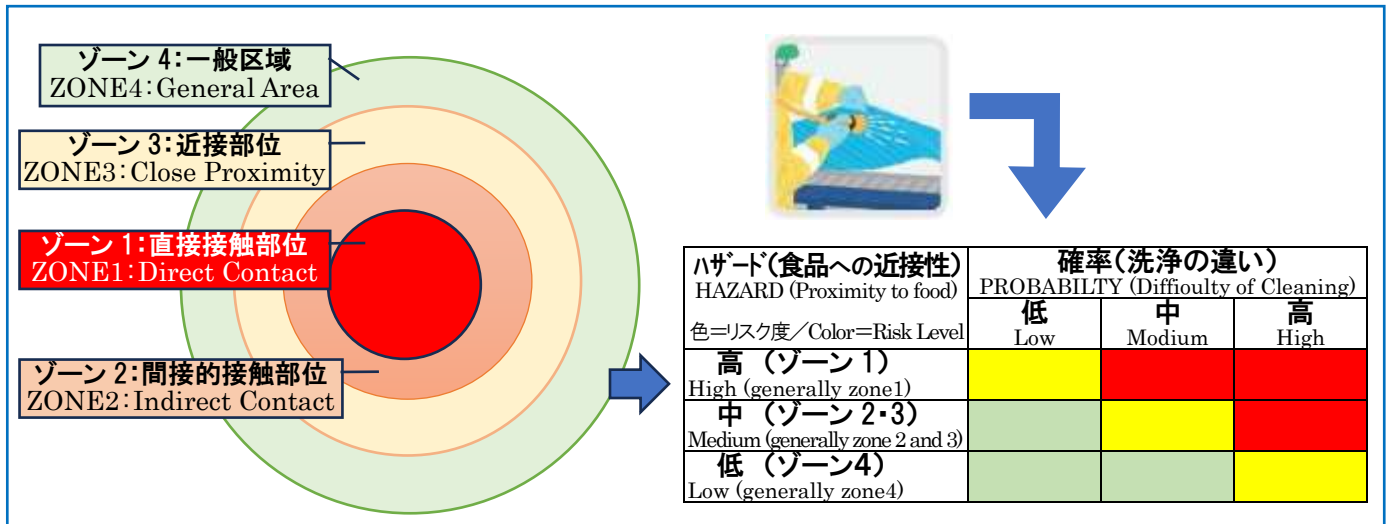 ゾーン 4:一般区域
ZONE4:General Area
ゾーン 3:近接部位
ZONE3:Close Proximity
ゾーン 1:直接接触部位
ZONE1:Direct Contact
ゾーン 2:間接的接触部位
ZONE2:Indirect Contact
ﾊｻﾞｰﾄﾞ(食品への近接性)
HAZARD (Proximity to food)
色＝リスク度／Color＝Risk Level
確率(洗浄の違い)
PROBABILTY (Diffioulty of Cleaning)
低
Low
中
Modium
高
High
高 （ゾーン 1）
High (generally zone1)
中 （ゾーン 2・3）
Medium (generally zone 2 and 3)
低 （ゾーン4）
Low (generally zone4)